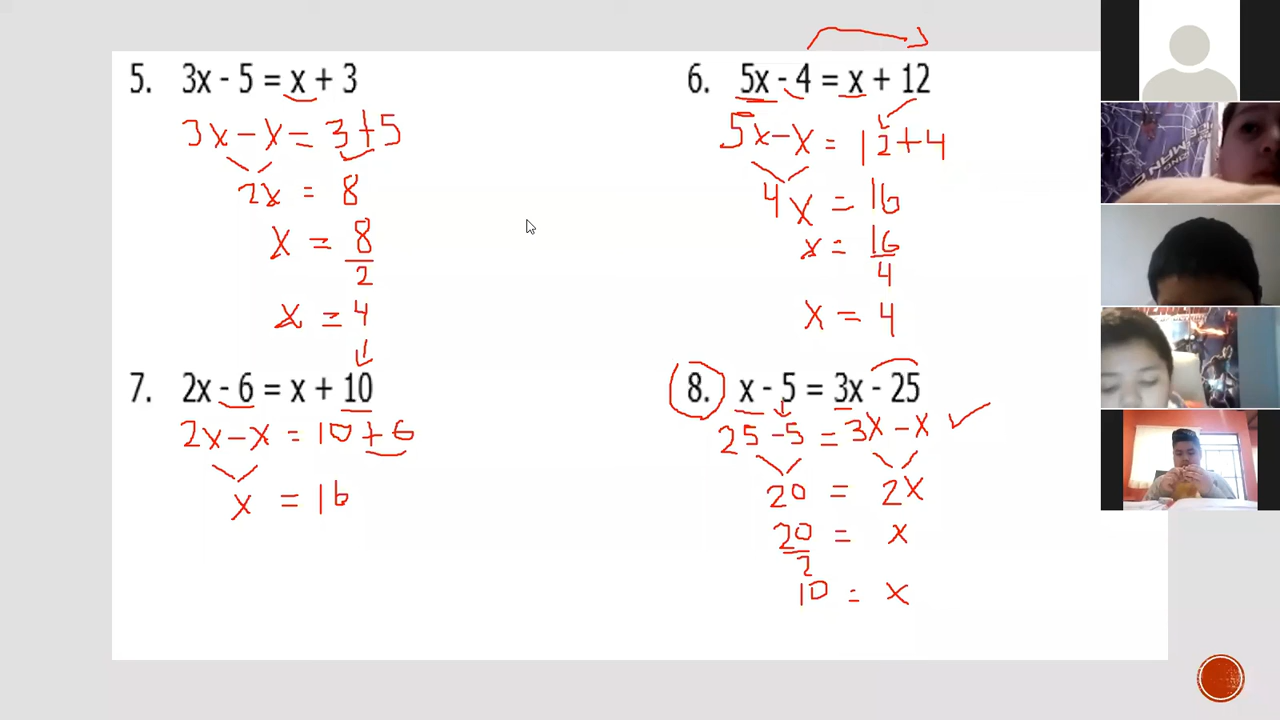 5. 3x - 5 = x + 3
3x - x = 3 + 5
2x = 8
x = 8/2
x = 4
6. 5x - 4 = x + 12
5x - x = 12 + 4
4x = 16
x = 16/4
x = 4
7. 2x - 6 = x + 10
2x - x = 10 + 6
x = 16
8. x - 5 = 3x - 25
25 - 5 = 3x - x
20 = 2x
20/2 = x
10 = x